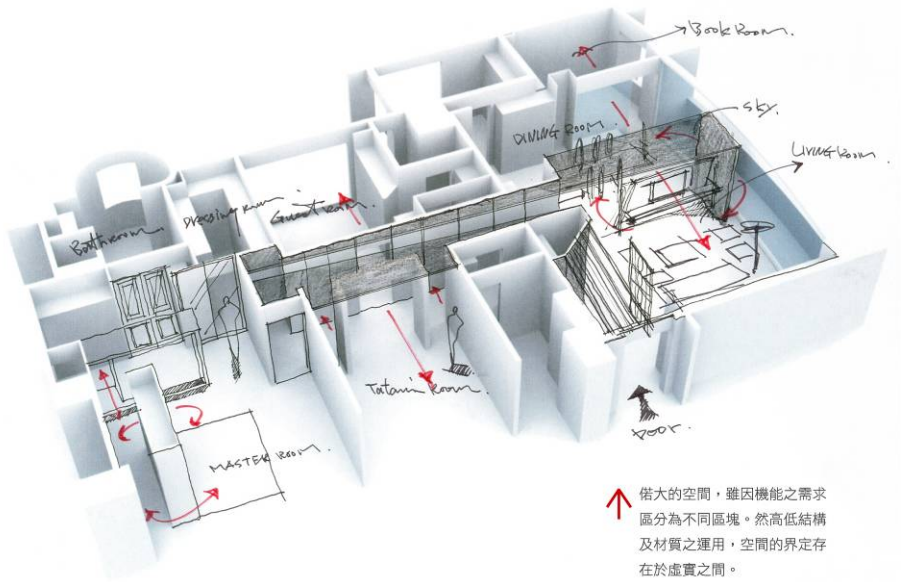 Book Room.
SKY.
DINING ROOM.
LIVING Room.
Bathroom.
Dressing room.
Guest room.
Tatami Room.
MASTER ROOM.
DOOR.
偌大的空間，雖因機能之需求
區分為不同區塊。然高低結構
及材質之運用，空間的界定存
在於虛實之間。